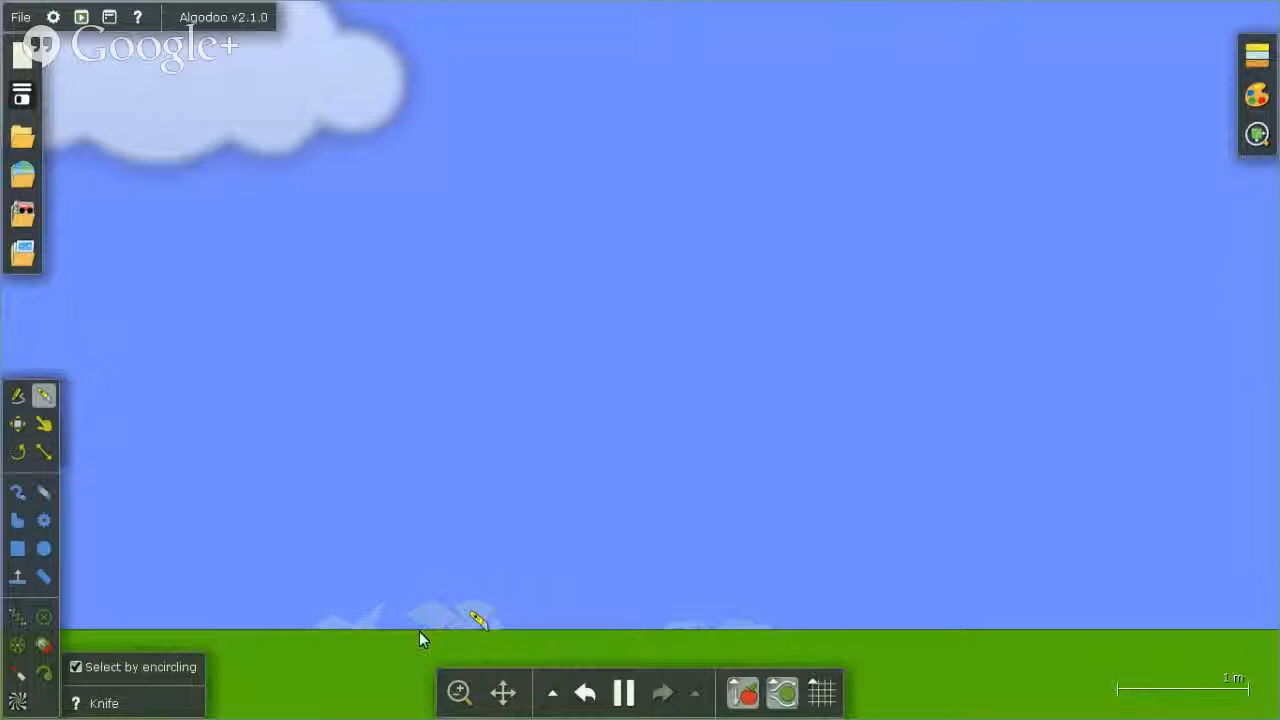 File ? Algodoo v2.1.0
Google+
Select by encircling
? Knife
1 m